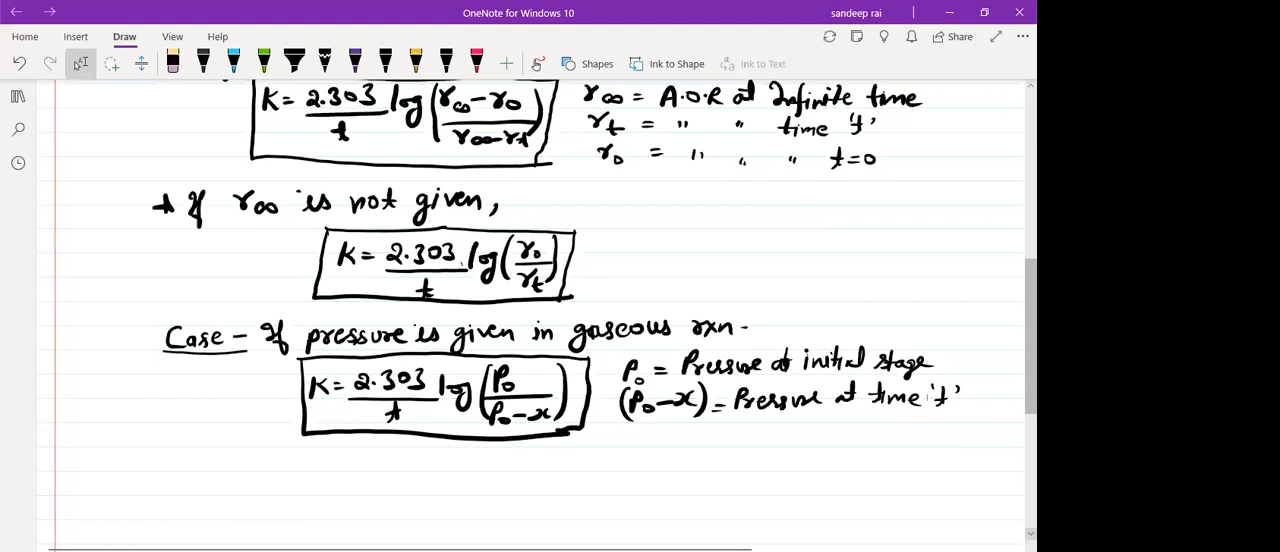 OneNote for Windows 10
sandeep rai
Home Insert Draw View Help
Share
Shapes Ink to Shape Ink to Text
K = 2.303/t log (r∞ - r0 / r∞ - rt)
r∞ = A.O.R at Infinite time
rt = " " time 't'
r0 = " " " t=0
If r∞ is not given,
K = 2.303/t log (r0/rt)
Case - If pressure is given in gaseous rxn -
K = 2.303/t log (P0 / P0 - x)
P0 = Pressure at initial stage
(P0 - x) = Pressure at time 't'